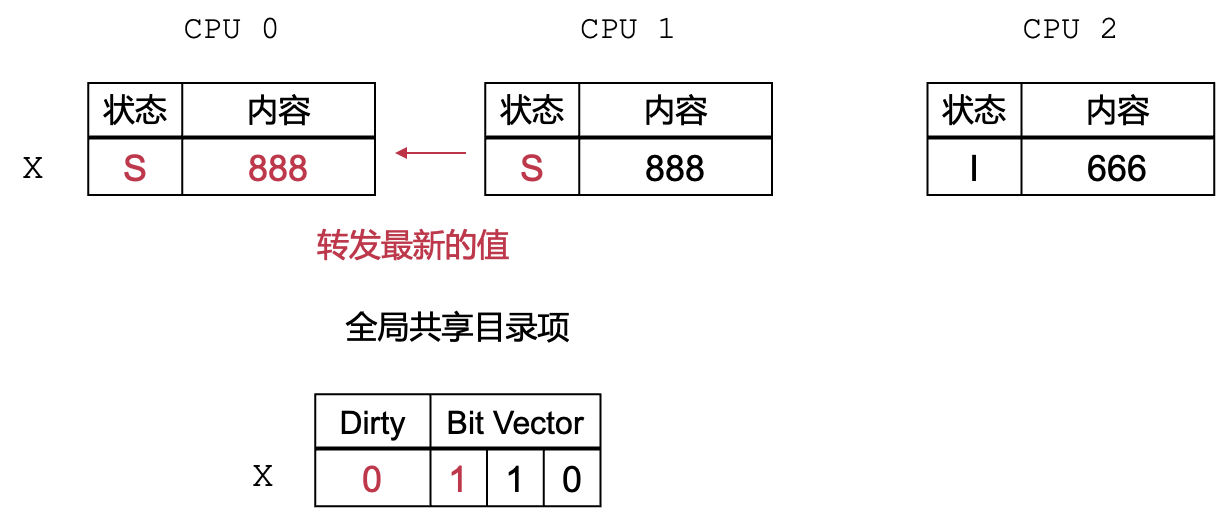 CPU 0 CPU 1 CPU 2
状态 内容 状态 内容 状态 内容
X S 888 S 888 I 666
转发最新的值
全局共享目录项
Dirty Bit Vector
X 0 1 1 0